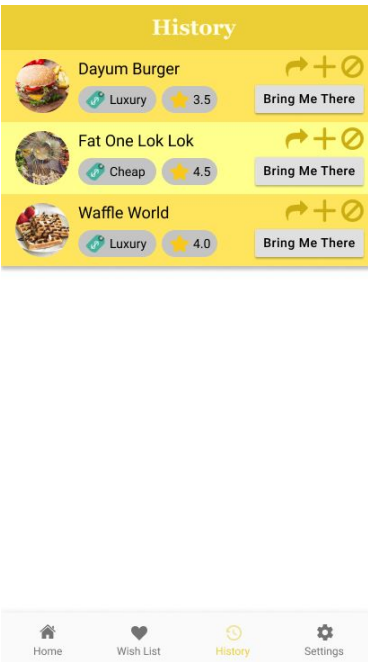 History
Dayum Burger
Luxury 3.5 Bring Me There
Fat One Lok Lok
Cheap 4.5 Bring Me There
Waffle World
Luxury 4.0 Bring Me There
Home Wish List History Settings